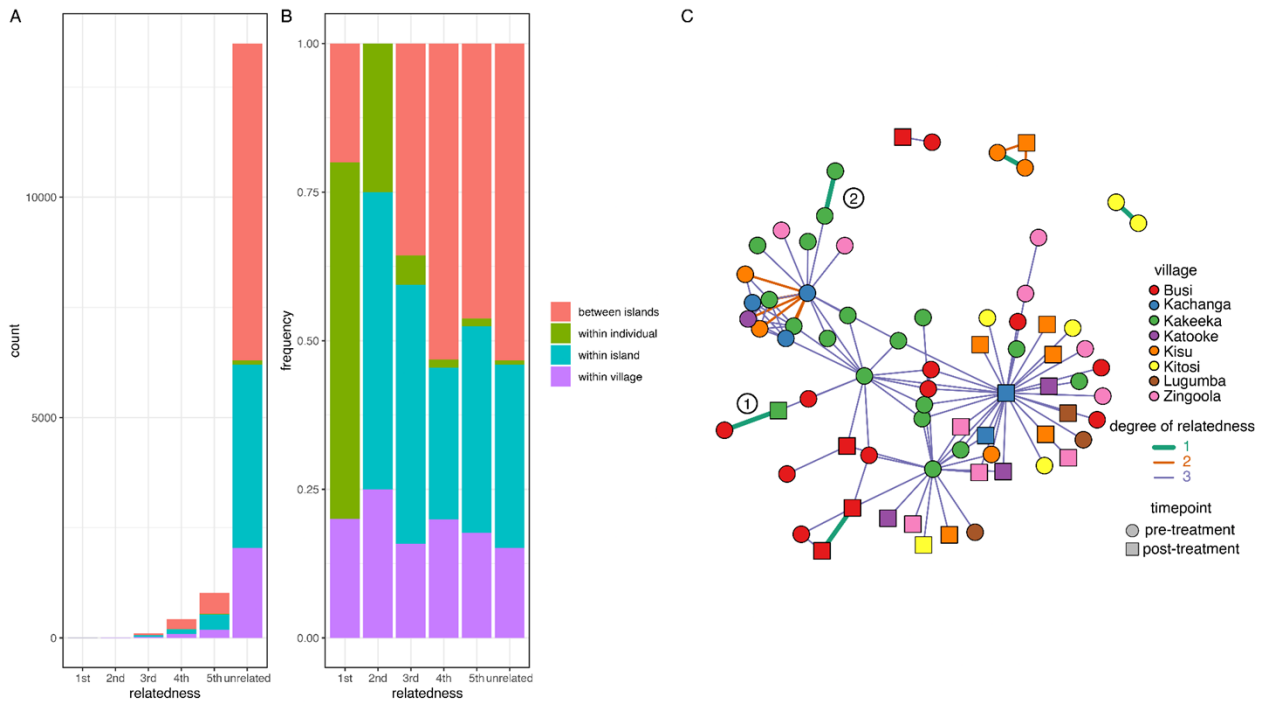 A
count
10000
5000
0
1st 2nd 3rd 4th 5th unrelated
relatedness
B
frequency
1.00
0.75
0.50
0.25
0.00
1st 2nd 3rd 4th 5th unrelated
relatedness
between islands
within individual
within island
within village
C
2
1
village
Busi
Kachanga
Kakeeka
Katooke
Kisu
Kitosi
Lugumba
Zingoola
degree of relatedness
1
2
3
timepoint
pre-treatment
post-treatment